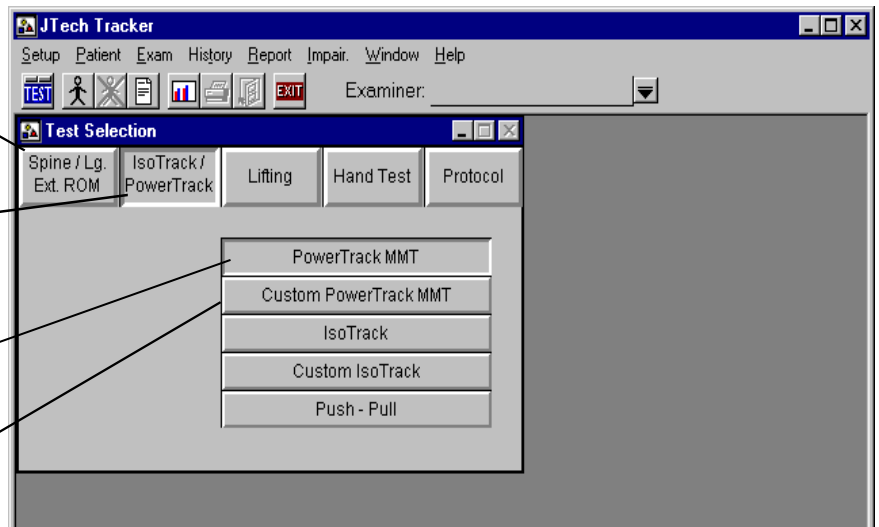 JTech Tracker
Setup Patient Exam History Report Impair. Window Help
TEST EXIT Examiner:
Test Selection
Spine / Lg. Ext. ROM
IsoTrack / PowerTrack
Lifting
Hand Test
Protocol
PowerTrack MMT
Custom PowerTrack MMT
IsoTrack
Custom IsoTrack
Push - Pull